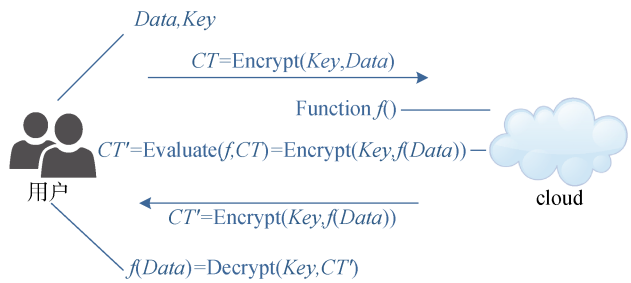 Data,Key
CT=Encrypt(Key,Data)
Function f()
CT'=Evaluate(f,CT)=Encrypt(Key,f(Data))
用户
cloud
CT'=Encrypt(Key,f(Data))
f(Data)=Decrypt(Key,CT')